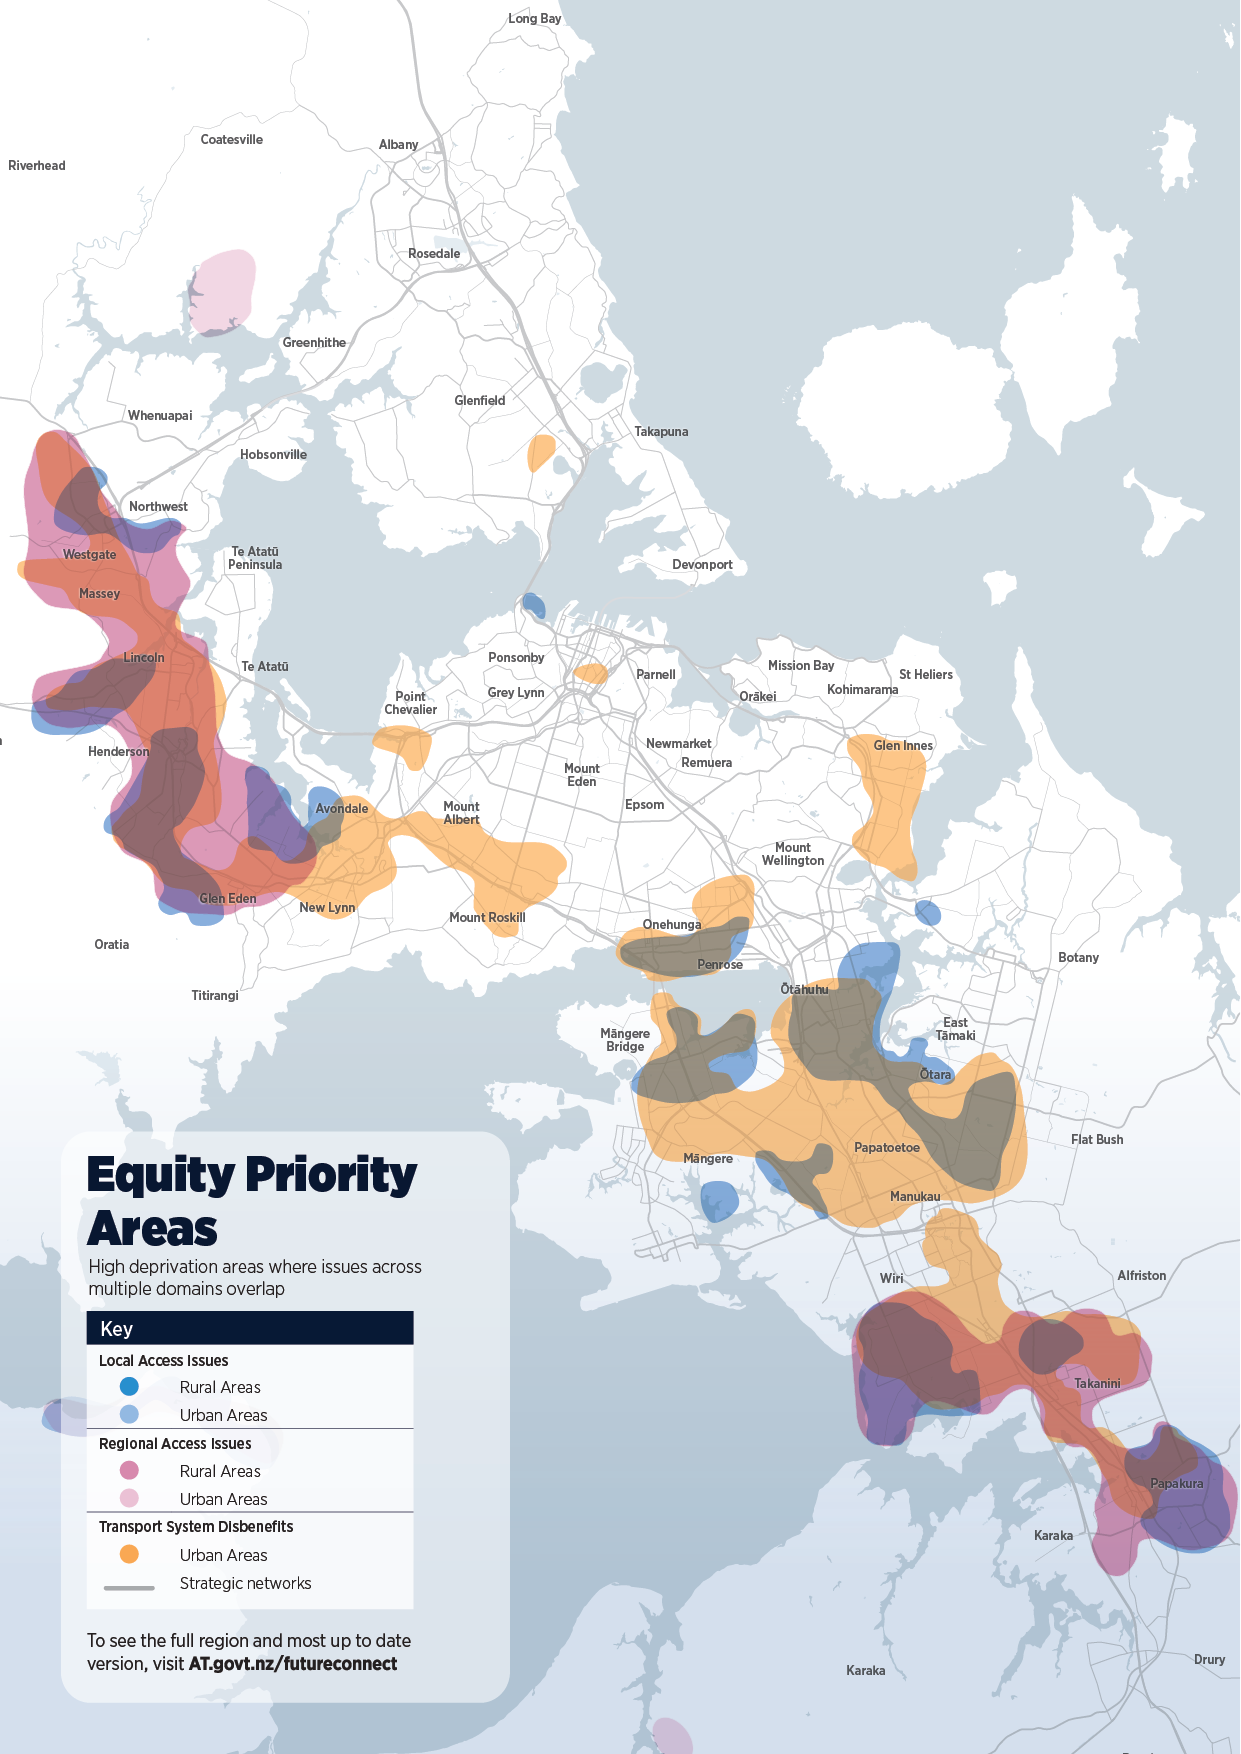 Long Bay
Coatesville
Albany
Riverhead
Rosedale
Greenhithe
Glenfield
Whenuapai
Takapuna
Hobsonville
Northwest
Westgate
Te Atatū
Peninsula
Devonport
Massey
Lincoln
Te Atatū
Ponsonby
Parnell
Mission Bay
St Heliers
Grey Lynn
Kohimarama
Ōrākei
Point
Chevalier
Henderson
Newmarket
Glen Innes
Remuera
Mount
Eden
Avondale
Mount
Albert
Epsom
Mount
Wellington
Glen Eden
New Lynn
Mount Roskill
Onehunga
Oratia
Penrose
Botany
Titirangi
Ōtāhuhu
Māngere
Bridge
East
Tāmaki
Ōtara
Flat Bush
Papatoetoe
Māngere
Manukau
Wiri
Alfriston
Takanini
Papakura
Karaka
Karaka
Drury
Equity Priority
Areas
High deprivation areas where issues across
multiple domains overlap
Key
Local Access Issues
Rural Areas
Urban Areas
Regional Access Issues
Rural Areas
Urban Areas
Transport System Disbenefits
Urban Areas
Strategic networks
To see the full region and most up to date
version, visit AT.govt.nz/futureconnect